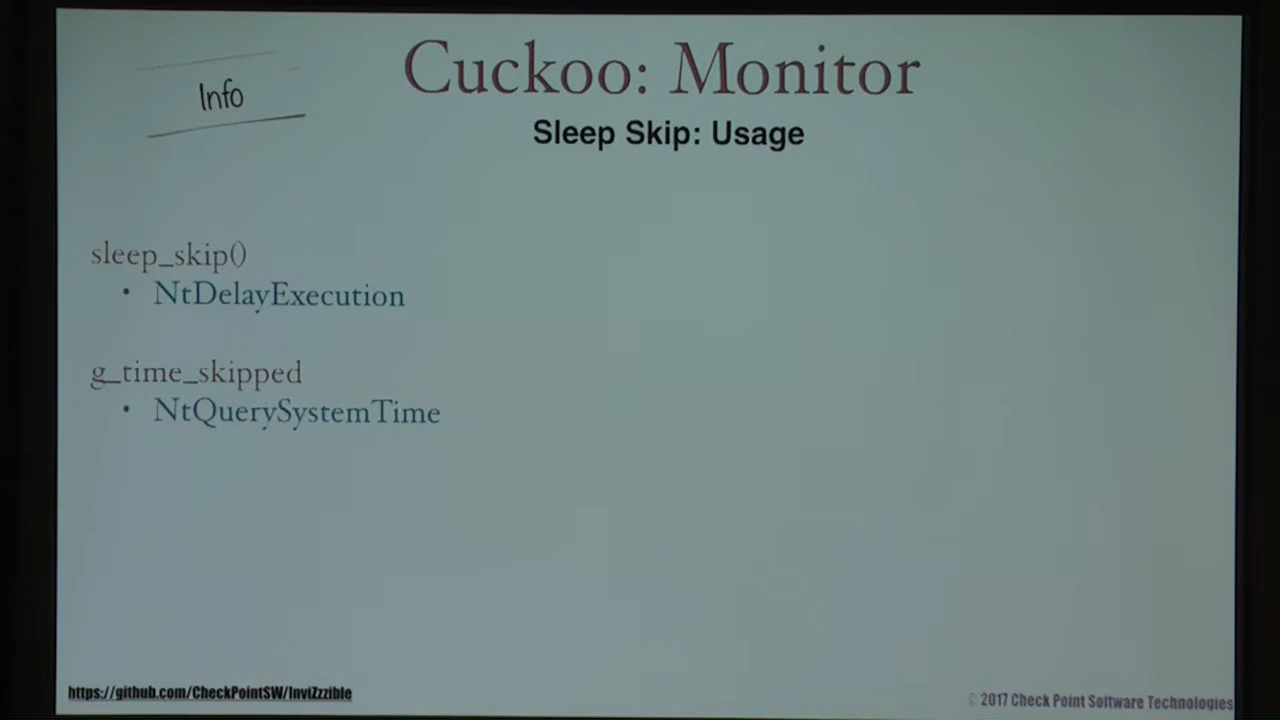 Info
Cuckoo: Monitor
Sleep Skip: Usage
sleep_skip()
• NtDelayExecution
g_time_skipped
• NtQuerySystemTime
https://github.com/CheckPointSW/InviZzzible
© 2017 Check Point Software Technologies